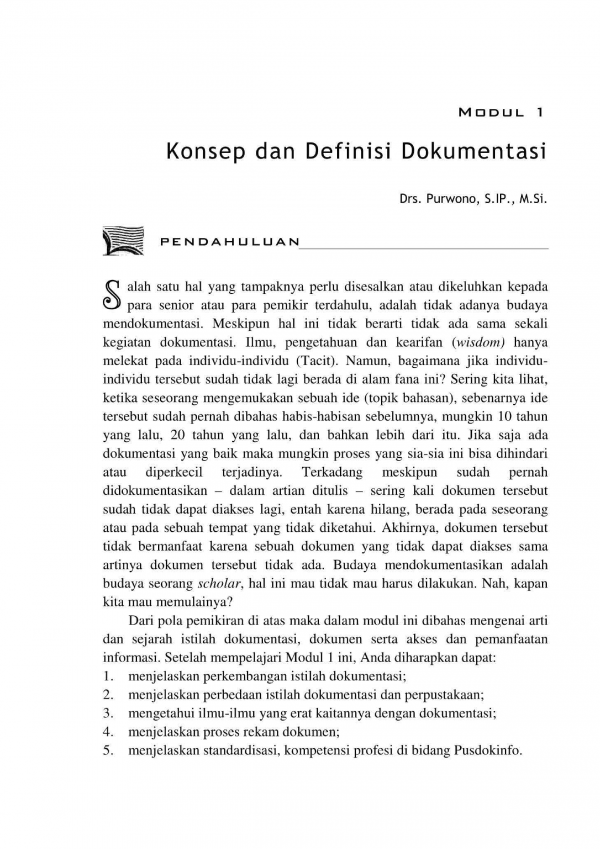 MODUL 1
Konsep dan Definisi Dokumentasi
Drs. Purwono, S.IP., M.Si.
PENDAHULUAN
Salah satu hal yang tampaknya perlu disesalkan atau dikeluhkan kepada
para senior atau para pemikir terdahulu, adalah tidak adanya budaya
mendokumentasi. Meskipun hal ini tidak berarti tidak ada sama sekali
kegiatan dokumentasi. Ilmu, pengetahuan dan kearifan (wisdom) hanya
melekat pada individu-individu (Tacit). Namun, bagaimana jika individu-
individu tersebut sudah tidak lagi berada di alam fana ini? Sering kita lihat,
ketika seseorang mengemukakan sebuah ide (topik bahasan), sebenarnya ide
tersebut sudah pernah dibahas habis-habisan sebelumnya, mungkin 10 tahun
yang lalu, 20 tahun yang lalu, dan bahkan lebih dari itu. Jika saja ada
dokumentasi yang baik maka mungkin proses yang sia-sia ini bisa dihindari
atau diperkecil terjadinya. Terkadang meskipun sudah pernah
didokumentasikan – dalam artian ditulis – sering kali dokumen tersebut
sudah tidak dapat diakses lagi, entah karena hilang, berada pada seseorang
atau pada sebuah tempat yang tidak diketahui. Akhirnya, dokumen tersebut
tidak bermanfaat karena sebuah dokumen yang tidak dapat diakses sama
artinya dokumen tersebut tidak ada. Budaya mendokumentasikan adalah
budaya seorang scholar, hal ini mau tidak mau harus dilakukan. Nah, kapan
kita mau memulainya?
Dari pola pemikiran di atas maka dalam modul ini dibahas mengenai arti
dan sejarah istilah dokumentasi, dokumen serta akses dan pemanfaatan
informasi. Setelah mempelajari Modul 1 ini, Anda diharapkan dapat:
1. menjelaskan perkembangan istilah dokumentasi;
2. menjelaskan perbedaan istilah dokumentasi dan perpustakaan;
3. mengetahui ilmu-ilmu yang erat kaitannya dengan dokumentasi;
4. menjelaskan proses rekam dokumen;
5. menjelaskan standardisasi, kompetensi profesi di bidang Pusdokinfo.